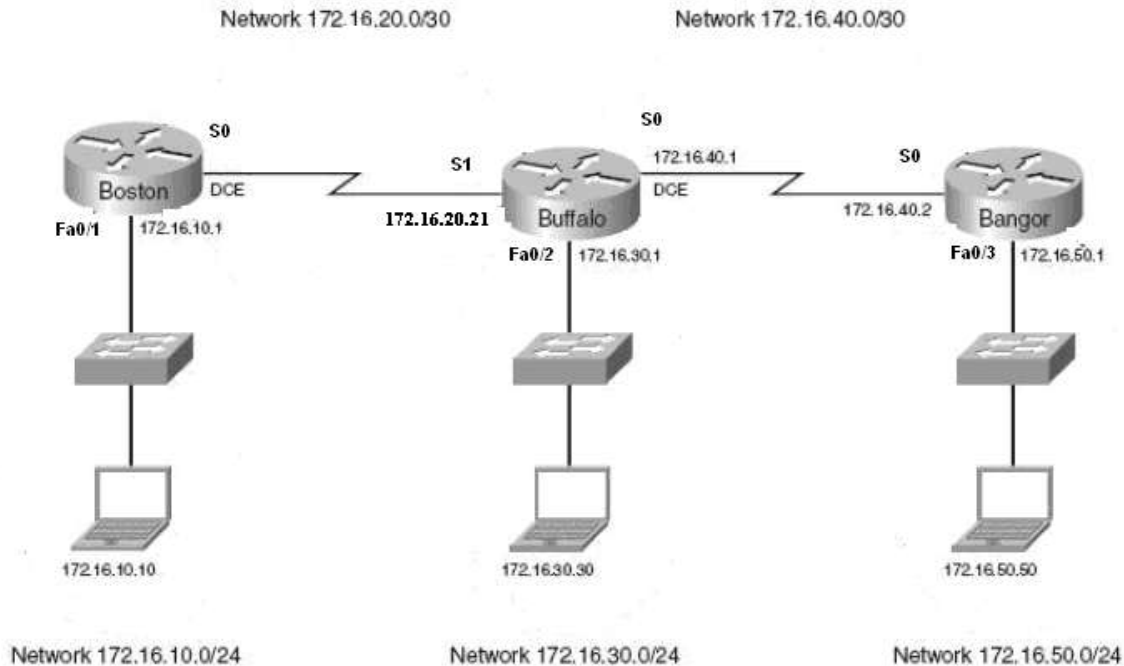 Network 172.16.20.0/30
Network 172.16.40.0/30
S0
S0
S1
S0
172.16.40.1
Boston
DCE
Buffalo
DCE
Bangor
172.16.40.2
172.16.20.21
Fa0/1
172.16.10.1
Fa0/2
172.16.30.1
Fa0/3
172.16.50.1
172.16.10.10
172.16.30.30
172.16.50.50
Network 172.16.10.0/24
Network 172.16.30.0/24
Network 172.16.50.0/24